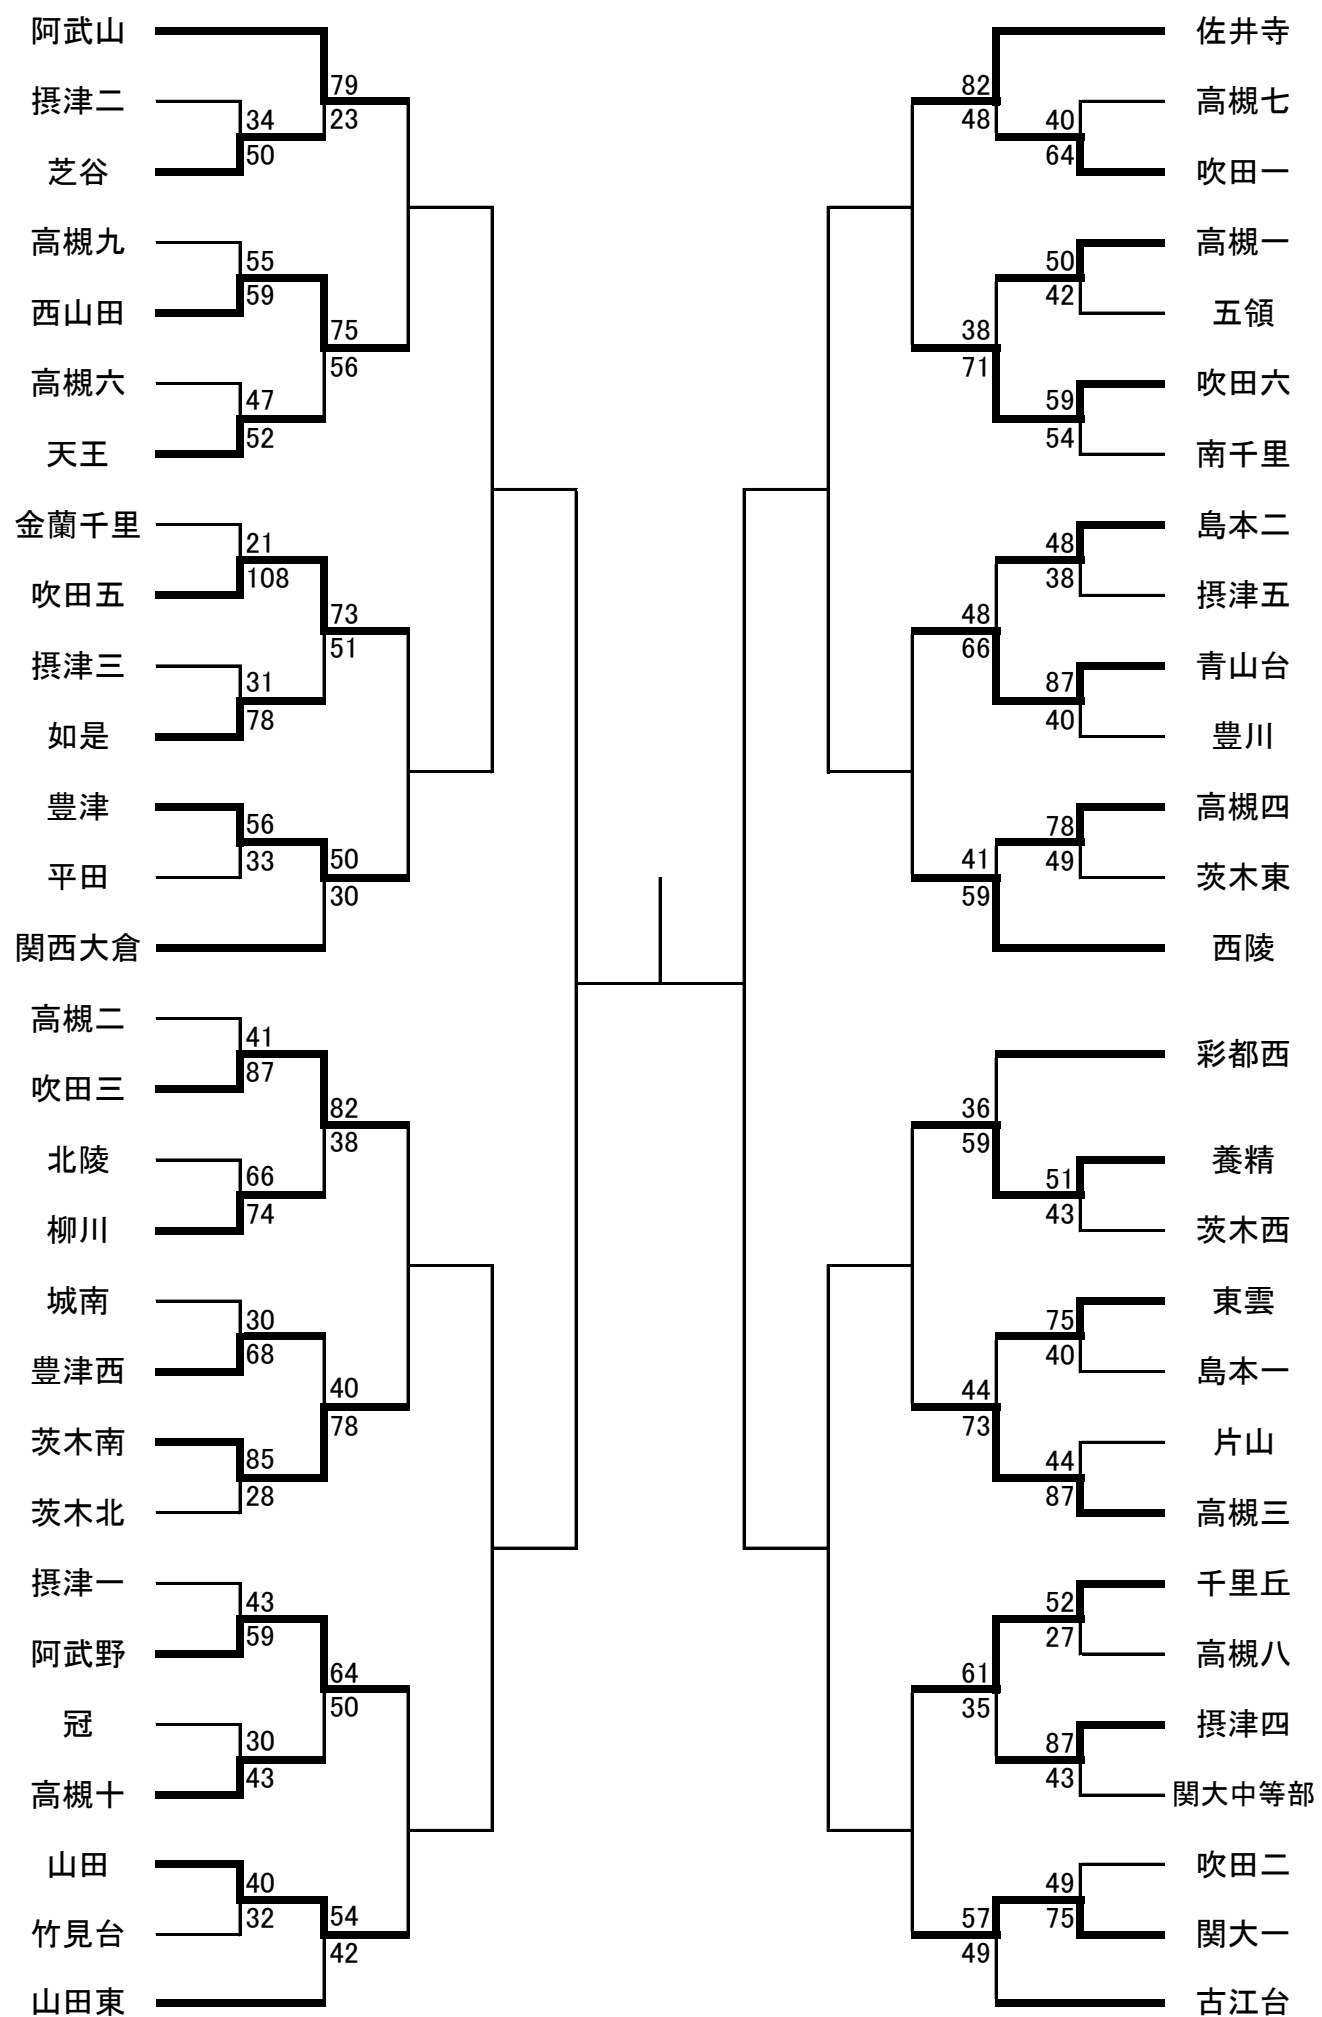 阿武山
79
23
摂津二
34
50
芝谷
高槻九
55
59
西山田
75
56
高槻六
47
52
天王
金蘭千里
21
108
吹田五
73
51
摂津三
31
78
如是
豊津
56
33
平田
50
30
関西大倉
高槻二
41
87
吹田三
82
38
北陵
66
74
柳川
城南
30
68
豊津西
40
78
茨木南
85
28
茨木北
摂津一
43
59
阿武野
64
50
冠
30
43
高槻十
山田
40
32
竹見台
54
42
山田東
佐井寺
82
48
高槻七
40
64
吹田一
高槻一
50
42
五領
38
71
吹田六
59
54
南千里
島本二
48
38
摂津五
48
66
青山台
87
40
豊川
高槻四
78
49
茨木東
41
59
西陵
彩都西
36
59
養精
51
43
茨木西
東雲
75
40
島本一
44
73
片山
44
87
高槻三
千里丘
52
27
高槻八
61
35
摂津四
87
43
関大中等部
吹田二
49
75
関大一
57
49
古江台